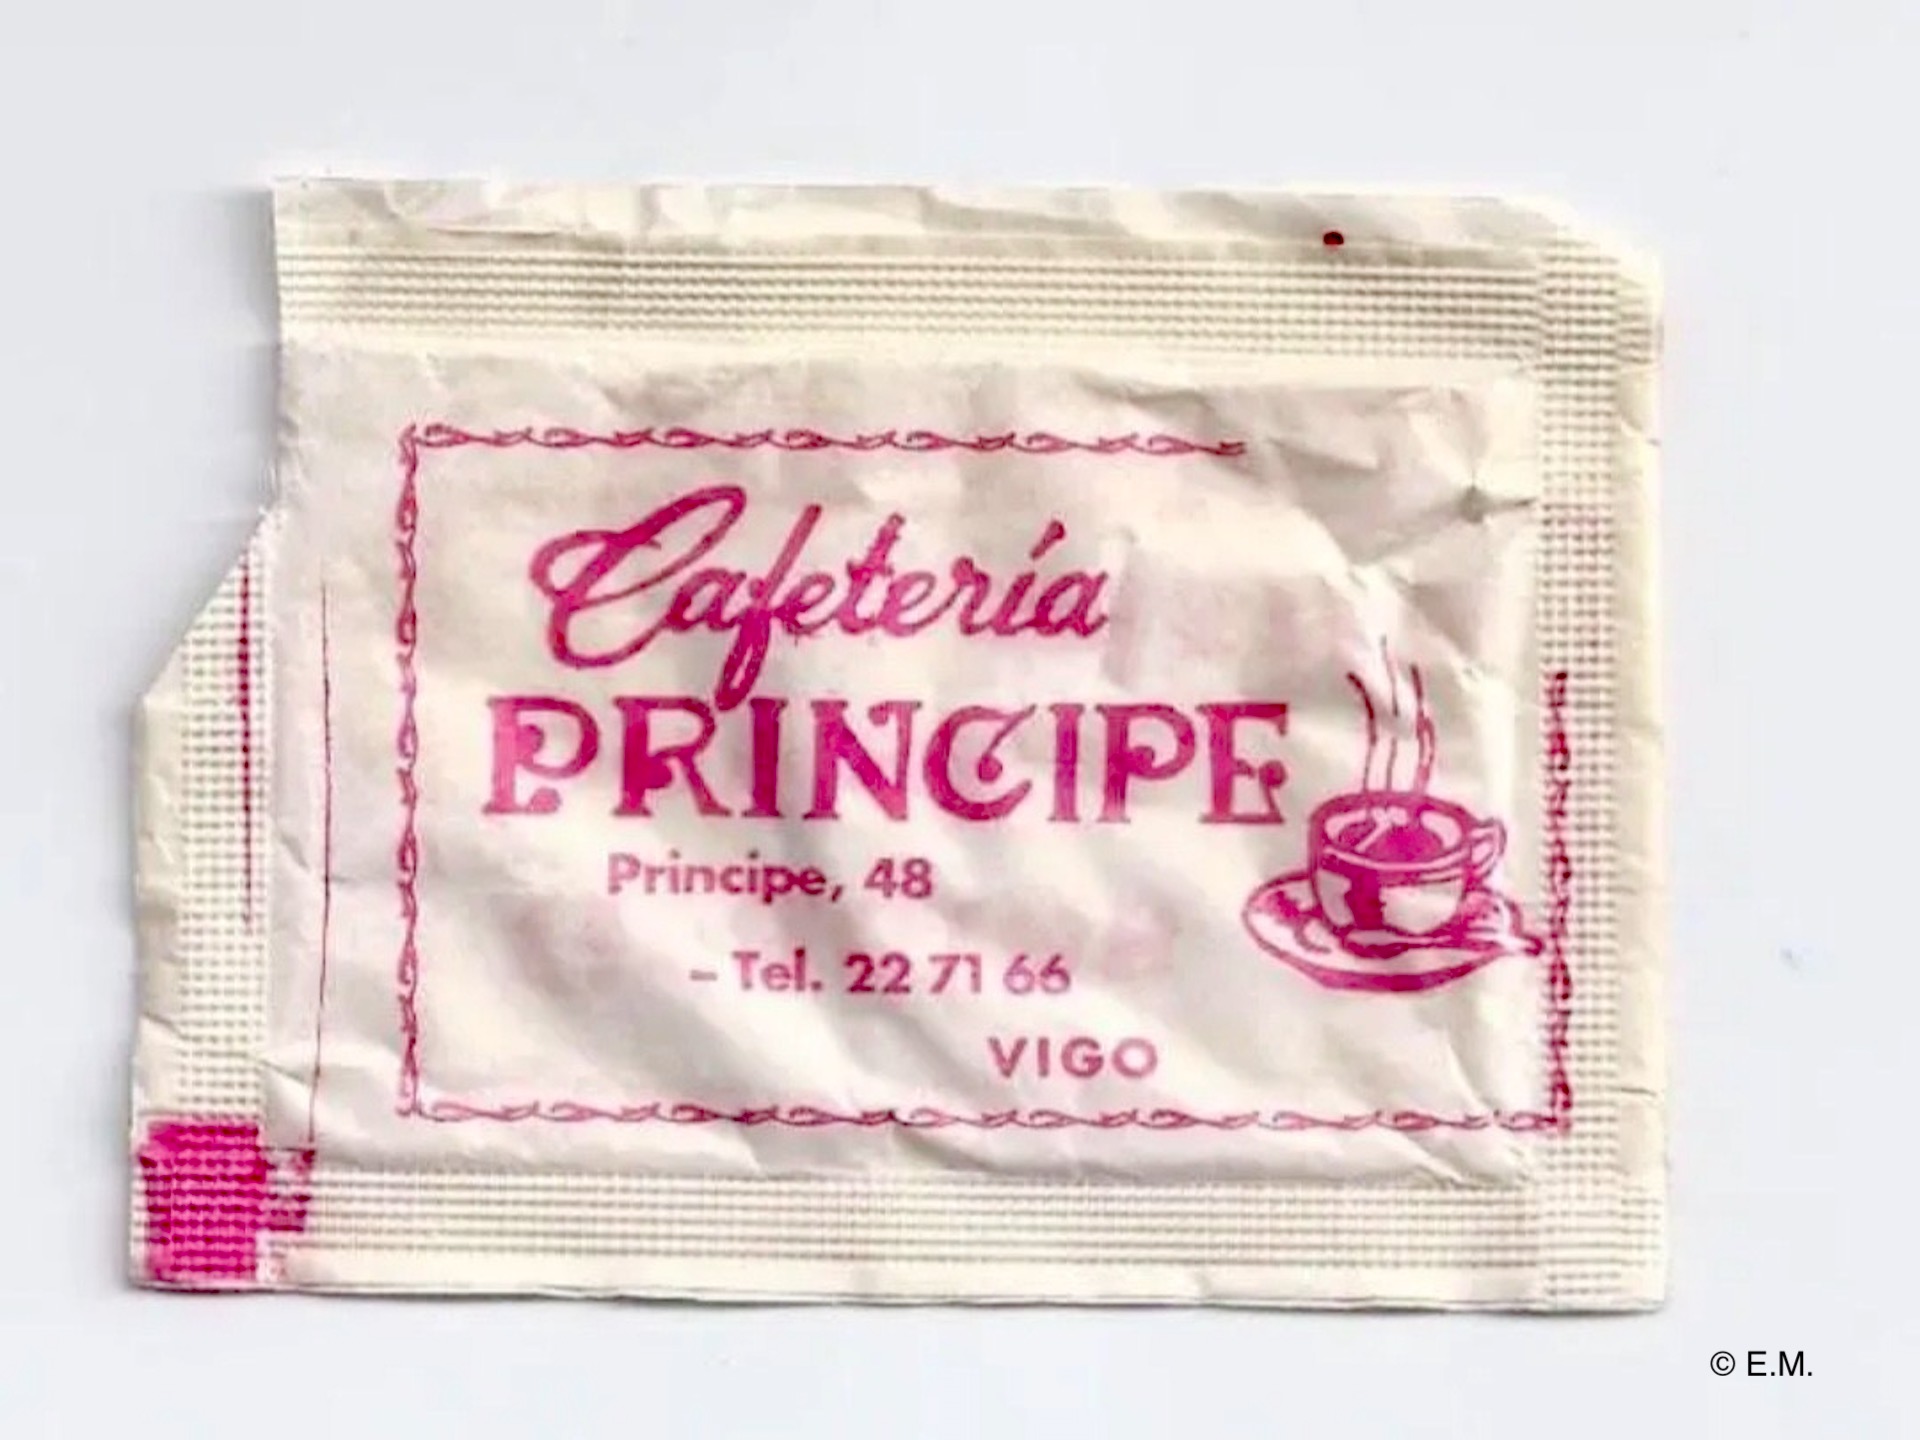 Cafetería
PRINCIPE
Principe, 48
– Tel. 22 71 66
VIGO
© E.M.